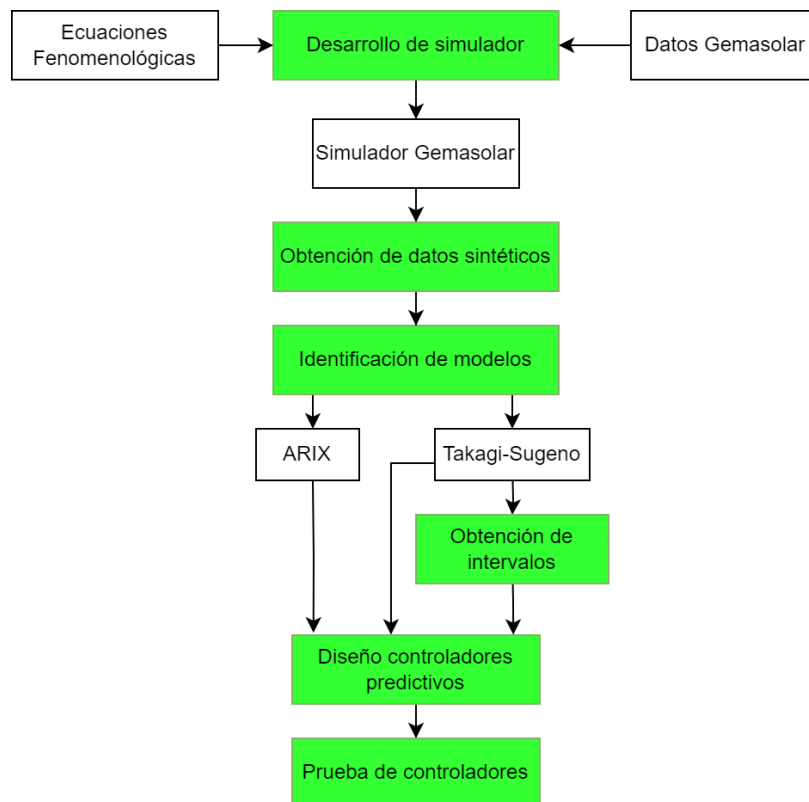 Ecuaciones
Fenomenológicas
Desarrollo de simulador
Datos Gemasolar
Simulador Gemasolar
Obtención de datos sintéticos
Identificación de modelos
ARIX
Takagi-Sugeno
Obtención de
intervalos
Diseño controladores
predictivos
Prueba de controladores